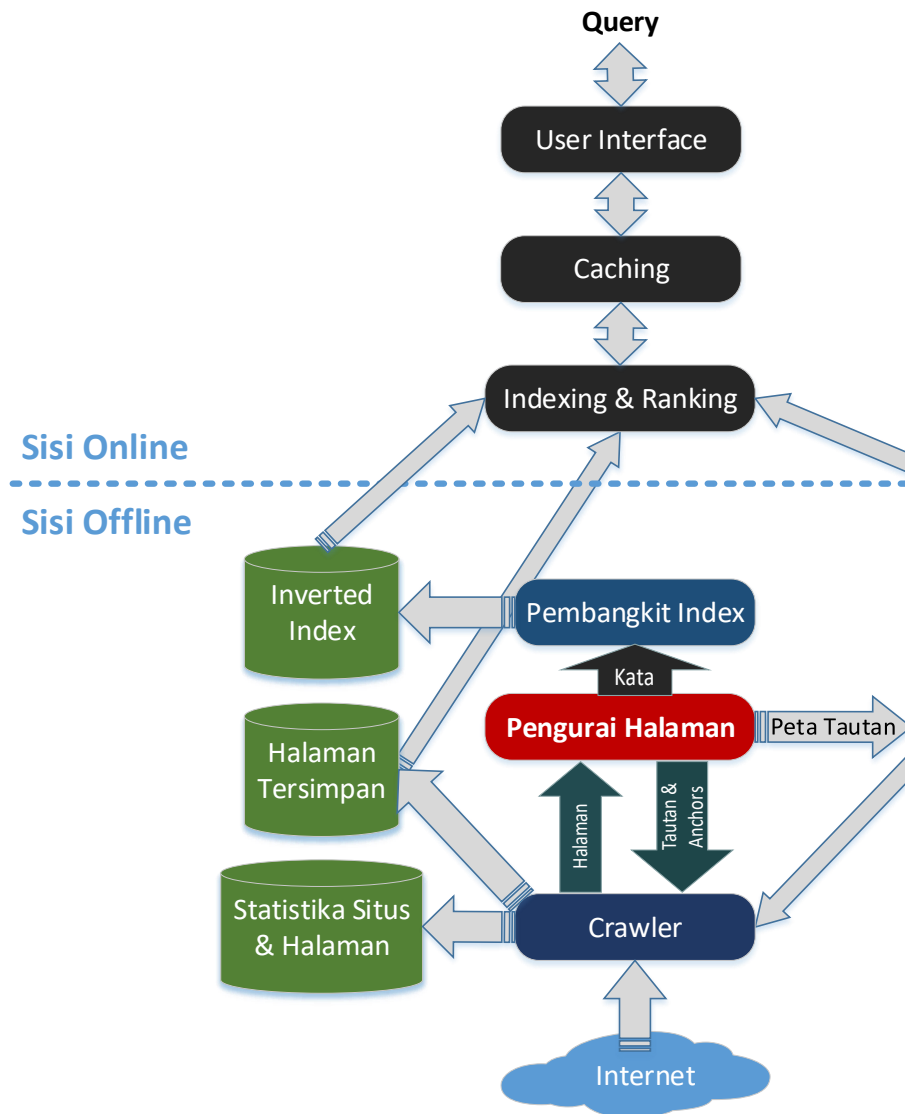 Query
User Interface
Caching
Indexing & Ranking
Sisi Online
Sisi Offline
Inverted
Index
Pembangkit Index
Kata
Pengurai Halaman
Peta Tautan
Halaman
Tersimpan
Halaman
Tautan &
Anchors
Statistika Situs
& Halaman
Crawler
Internet